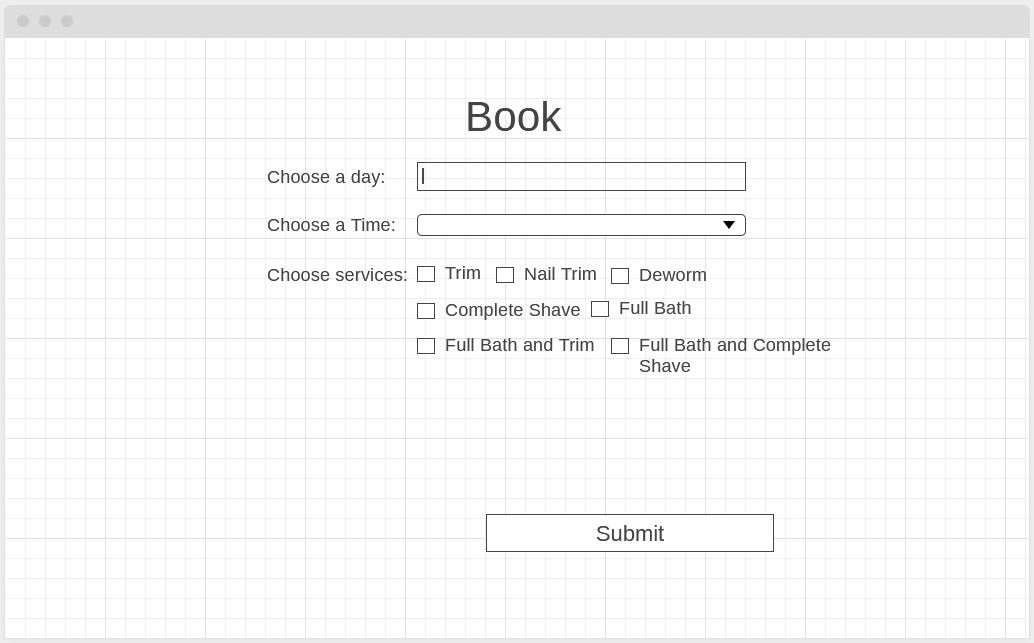 Book
Choose a day:
Choose a Time:
Choose services: Trim Nail Trim Deworm
Complete Shave Full Bath
Full Bath and Trim Full Bath and Complete
Shave
Submit